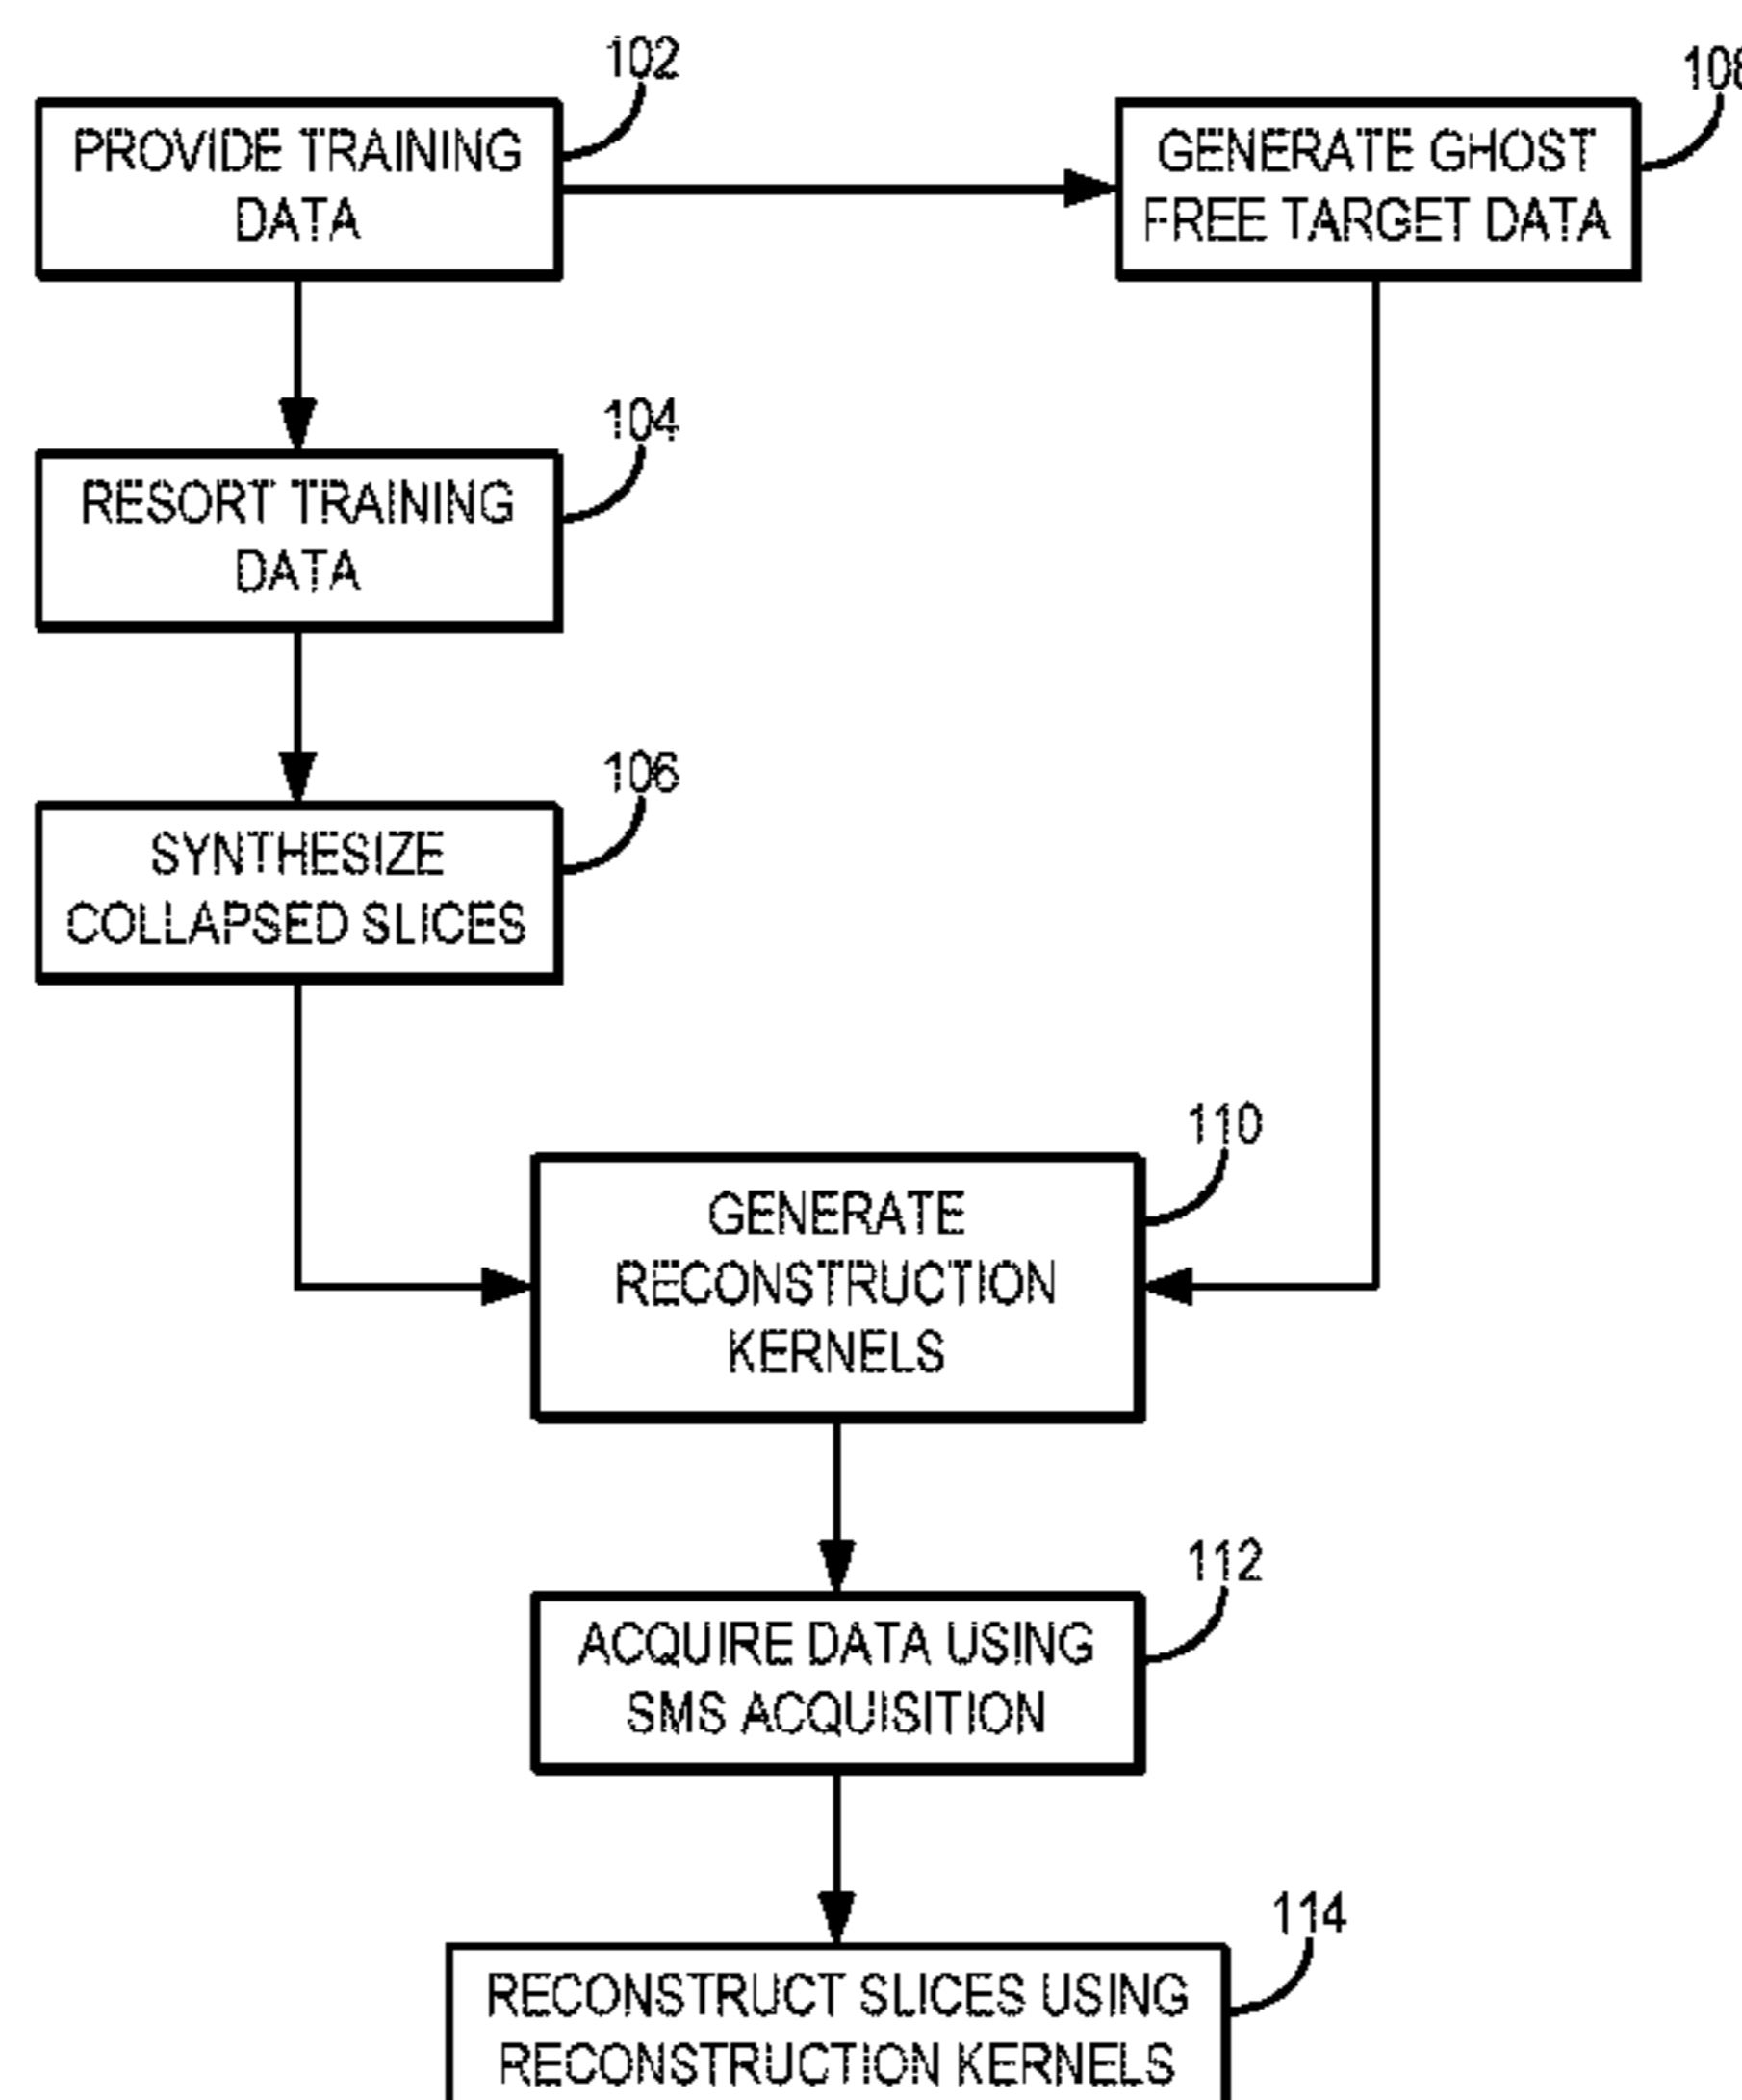 102
PROVIDE TRAINING
DATA
108
GENERATE GHOST
FREE TARGET DATA
104
RESORT TRAINING
DATA
106
SYNTHESIZE
COLLAPSED SLICES
110
GENERATE
RECONSTRUCTION
KERNELS
112
ACQUIRE DATA USING
SMS ACQUISITION
114
RECONSTRUCT SLICES USING
RECONSTRUCTION KERNELS